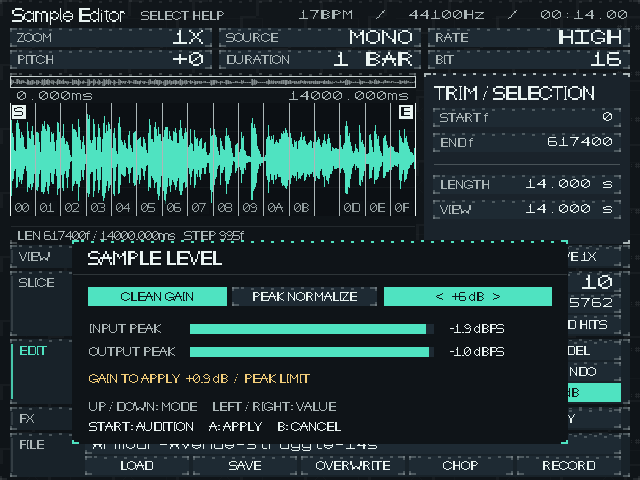 Sample Editor SELECT HELP 17BPM / 44100Hz / 00:14.00
ZOOM 1X SOURCE MONO RATE HIGH
PITCH +0 DURATION 1 BAR BIT 16
0.000ms 14000.000ms
S E
TRIM / SELECTION
START f 0
END f 617400
LENGTH 14.000 s
VIEW 14.000 s
00 01 02 03 04 05 06 07 08 09 0A 0B 0D 0E 0F
LEN 617400f / 14000.000ms STEP 995f
VIEW 1X
SLICE 10
5762
HITS
SAMPLE LEVEL
CLEAN GAIN PEAK NORMALIZE < +6 dB >
INPUT PEAK -1.9 dBFS
OUTPUT PEAK -1.0 dBFS
GAIN TO APPLY +0.9 dB / PEAK LIMIT
UP / DOWN: MODE LEFT / RIGHT: VALUE
START: AUDITION A: APPLY B: CANCEL
EDIT DEL
NDO
dB
FX Y
FILE
LOAD SAVE OVERWRITE CHOP RECORD